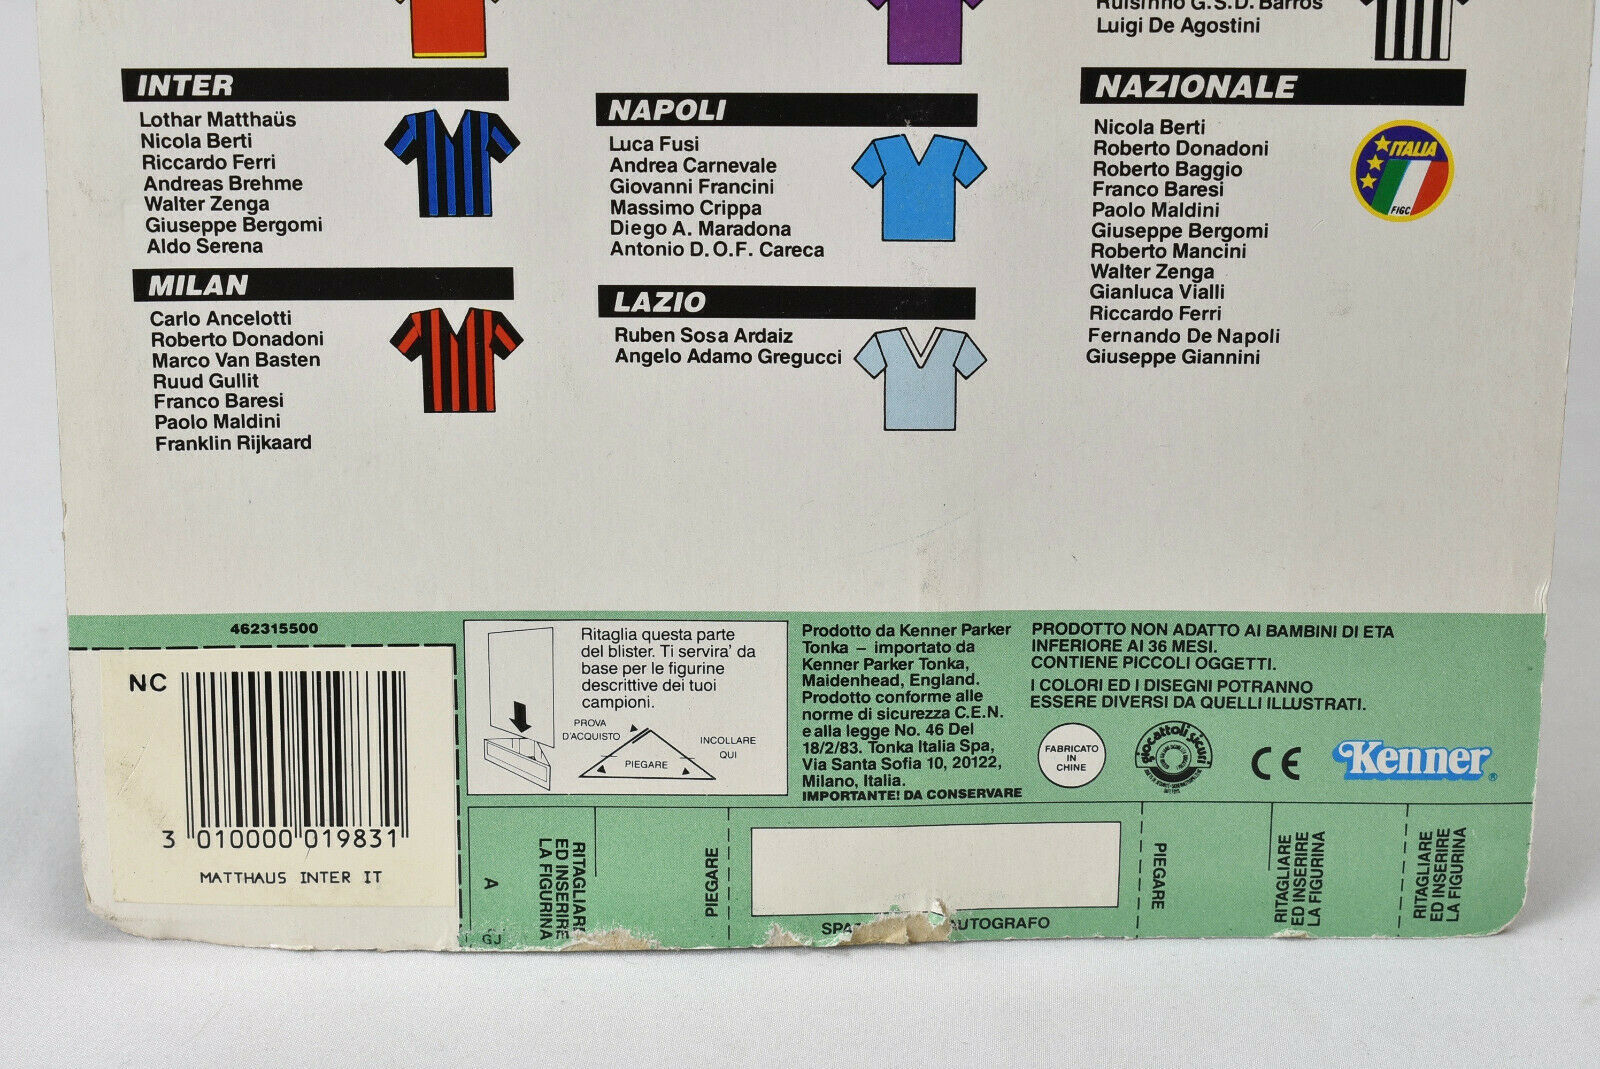 Ruisinho G.S.D. Barros
Luigi De Agostini
INTER
Lothar Matthaüs
Nicola Berti
Riccardo Ferri
Andreas Brehme
Walter Zenga
Giuseppe Bergomi
Aldo Serena
MILAN
Carlo Ancelotti
Roberto Donadoni
Marco Van Basten
Ruud Gullit
Franco Baresi
Paolo Maldini
Franklin Rijkaard
NAPOLI
Luca Fusi
Andrea Carnevale
Giovanni Francini
Massimo Crippa
Diego A. Maradona
Antonio D.O.F. Careca
LAZIO
Ruben Sosa Ardaiz
Angelo Adamo Gregucci
NAZIONALE
Nicola Berti
Roberto Donadoni
Roberto Baggio
Franco Baresi
Paolo Maldini
Giuseppe Bergomi
Roberto Mancini
Walter Zenga
Gianluca Vialli
Riccardo Ferri
Fernando De Napoli
Giuseppe Giannini
ITALIA
FIGC
462315500
NC
3 010000 019831
MATTHAUS INTER IT
Ritaglia questa parte
del blister. Ti servira' da
base per le figurine
descrittive dei tuoi
campioni.
PROVA
D'ACQUISTO
PIEGARE
INCOLLARE
QUI
Prodotto da Kenner Parker
Tonka – importato da
Kenner Parker Tonka,
Maidenhead, England.
Prodotto conforme alle
norme di sicurezza C.E.N.
e alla legge No. 46 Del
18/2/83. Tonka Italia Spa,
Via Santa Sofia 10, 20122,
Milano, Italia.
IMPORTANTE! DA CONSERVARE
PRODOTTO NON ADATTO AI BAMBINI DI ETA
INFERIORE AI 36 MESI.
CONTIENE PICCOLI OGGETTI.
I COLORI ED I DISEGNI POTRANNO
ESSERE DIVERSI DA QUELLI ILLUSTRATI.
FABRICATO
IN
CHINE
giocattoli sicuri
CE
Kenner
A
GJ
RITAGLIARE
ED INSERIRE
LA FIGURINA
PIEGARE
AUTOGRAFO
PIEGARE
RITAGLIARE
ED INSERIRE
LA FIGURINA
RITAGLIARE
ED INSERIRE
LA FIGURINA